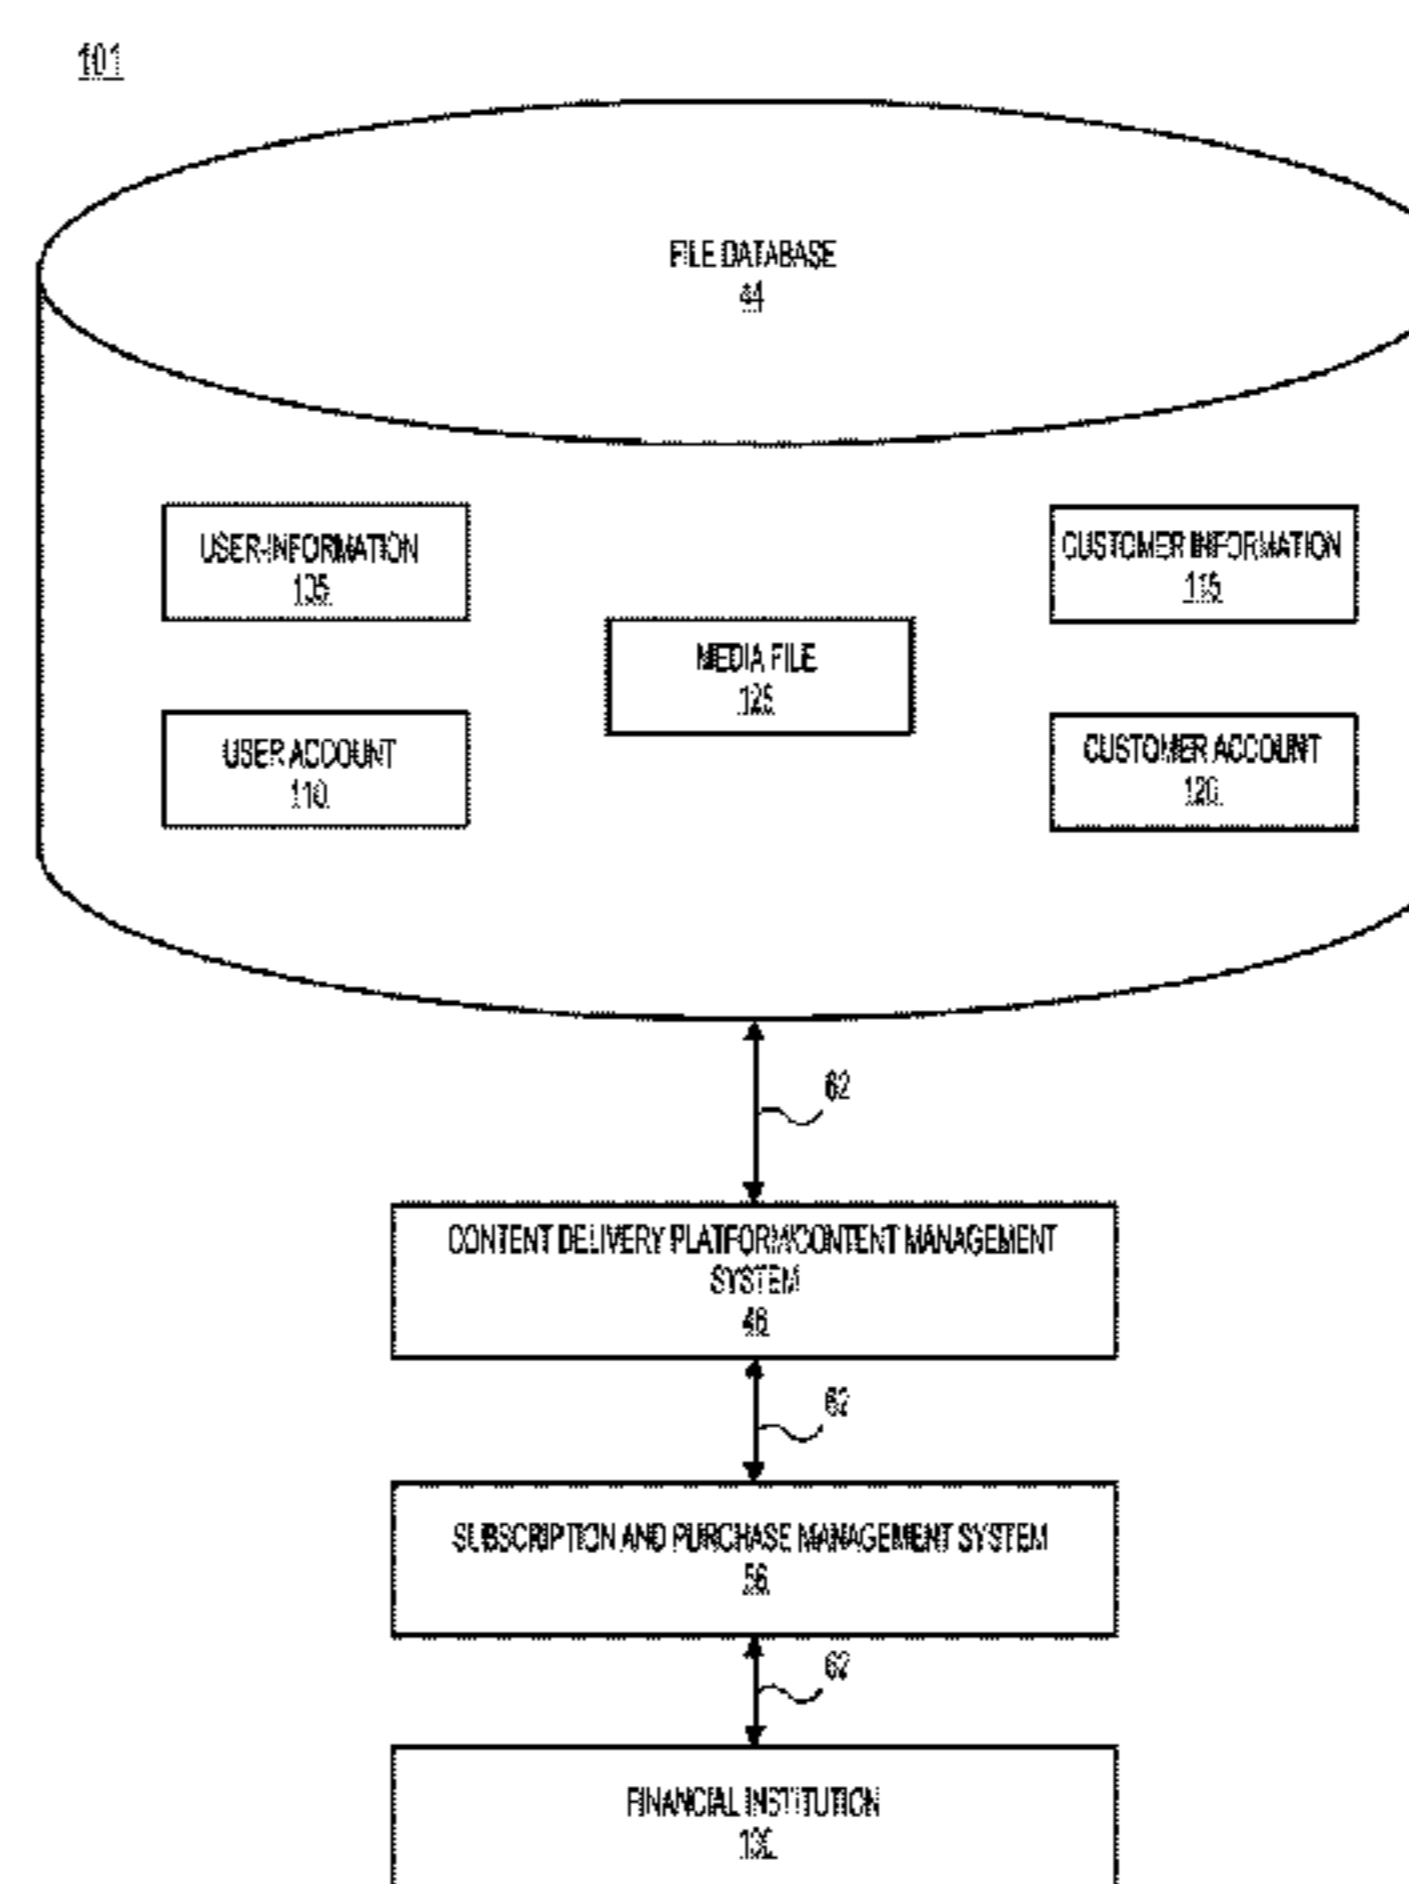 101
FILE DATABASE
44
USER-INFORMATION
105
CUSTOMER INFORMATION
115
MEDIA FILE
125
USER ACCOUNT
110
CUSTOMER ACCOUNT
120
62
CONTENT DELIVERY PLATFORM/CONTENT MANAGEMENT
SYSTEM
46
62
SUBSCRIPTION AND PURCHASE MANAGEMENT SYSTEM
56
62
FINANCIAL INSTITUTION